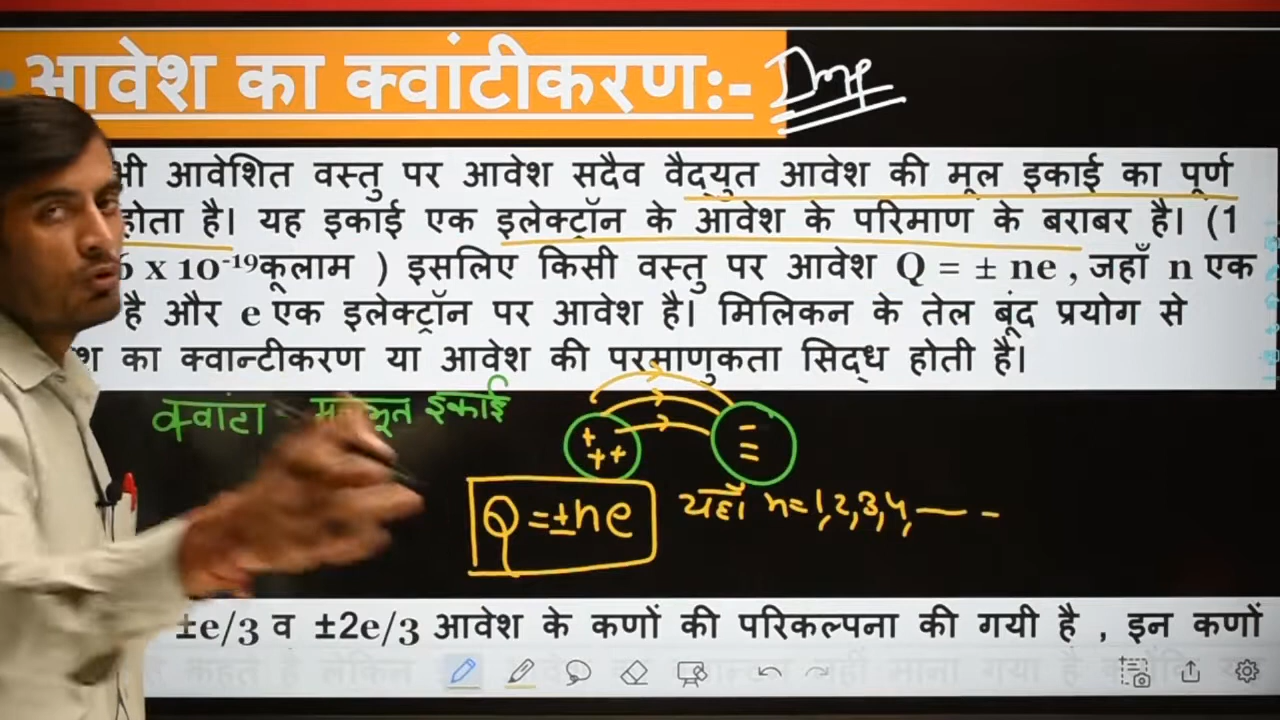 आवेश का क्वांटीकरण:-
Imp
भी आवेशित वस्तु पर आवेश सदैव वैद्युत आवेश की मूल इकाई का पूर्ण
होता है। यह इकाई एक इलेक्ट्रॉन के आवेश के परिमाण के बराबर है। (1
6 x 10⁻¹⁹कूलाम ) इसलिए किसी वस्तु पर आवेश Q = ± ne , जहाँ n एक
है और e एक इलेक्ट्रॉन पर आवेश है। मिलिकन के तेल बूंद प्रयोग से
श का क्वान्टीकरण या आवेश की परमाणुकता सिद्ध होती है।
क्वांटा इकाई
+ ++ - - -
Q = ±ne यहाँ n=1,2,3,4,— -
±e/3 व ±2e/3 आवेश के कणों की परिकल्पना की गयी है , इन कणों